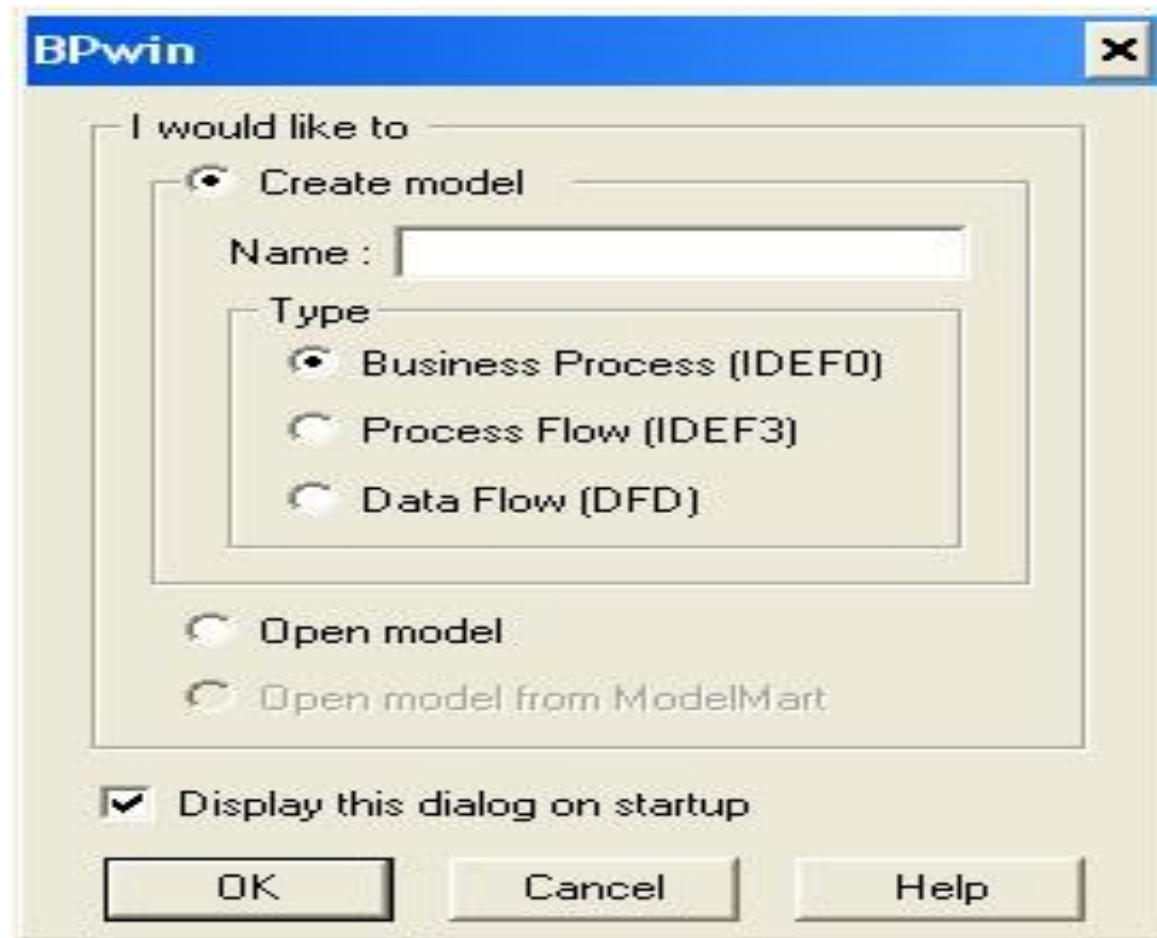 BPwin
I would like to
Create model
Name :
Type
Business Process (IDEF0)
Process Flow (IDEF3)
Data Flow (DFD)
Open model
Open model from ModelMart
Display this dialog on startup
OK Cancel Help